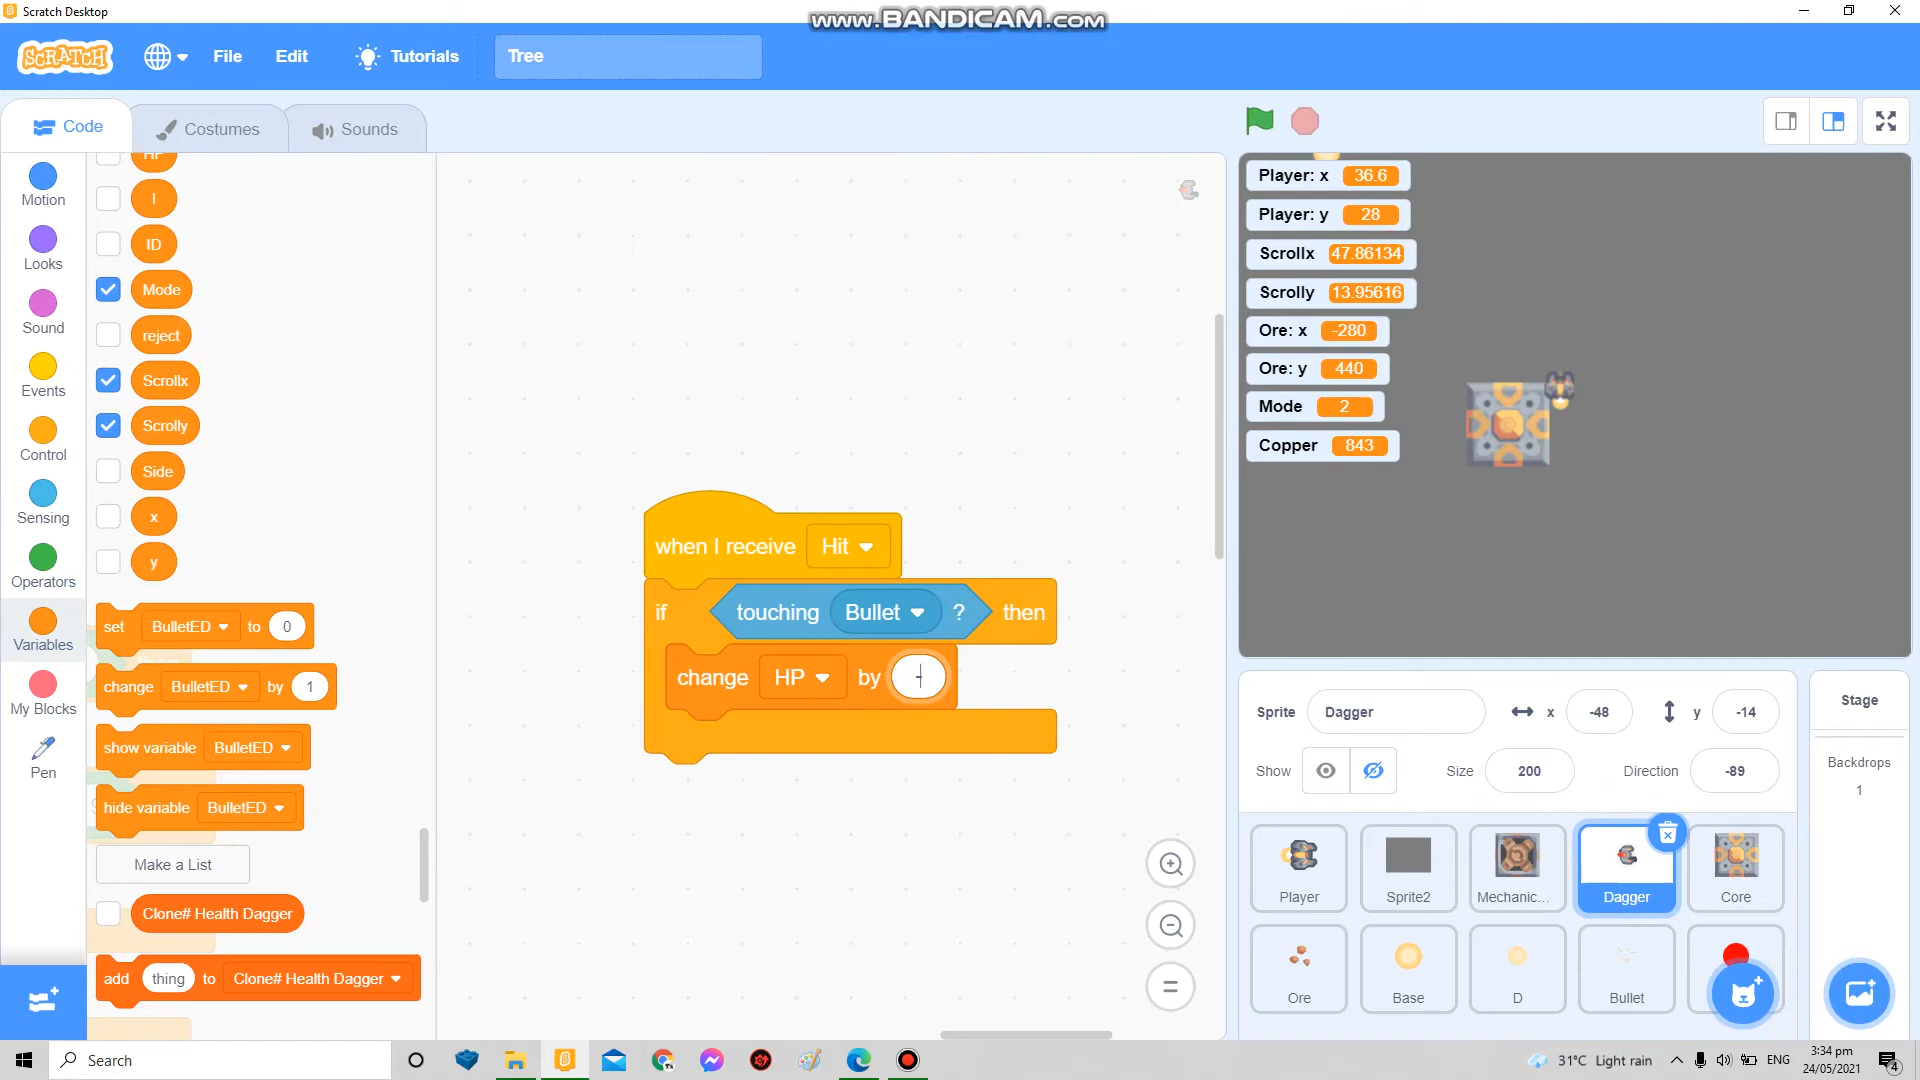 Scratch Desktop
www.BANDICAM.com
SCRATCH
File
Edit
Tutorials
Tree
Code
Costumes
Sounds
Motion
Looks
Sound
Events
Control
Sensing
Operators
Variables
My Blocks
Pen
HP
I
ID
Mode
reject
Scrollx
Scrolly
Side
x
y
set BulletED to 0
change BulletED by 1
show variable BulletED
hide variable BulletED
Make a List
Clone# Health Dagger
add thing to Clone# Health Dagger
when I receive Hit
if touching Bullet ? then
change HP by -
Player: x 36.6
Player: y 28
Scrollx 47.86134
Scrolly 13.95616
Ore: x -280
Ore: y 440
Mode 2
Copper 843
Sprite Dagger x -48 y -14
Show Size 200 Direction -89
Player
Sprite2
Mechanic...
Dagger
Core
Ore
Base
D
Bullet
Stage
Backdrops
1
Search
31°C Light rain
ENG
3:34 pm
24/05/2021
4